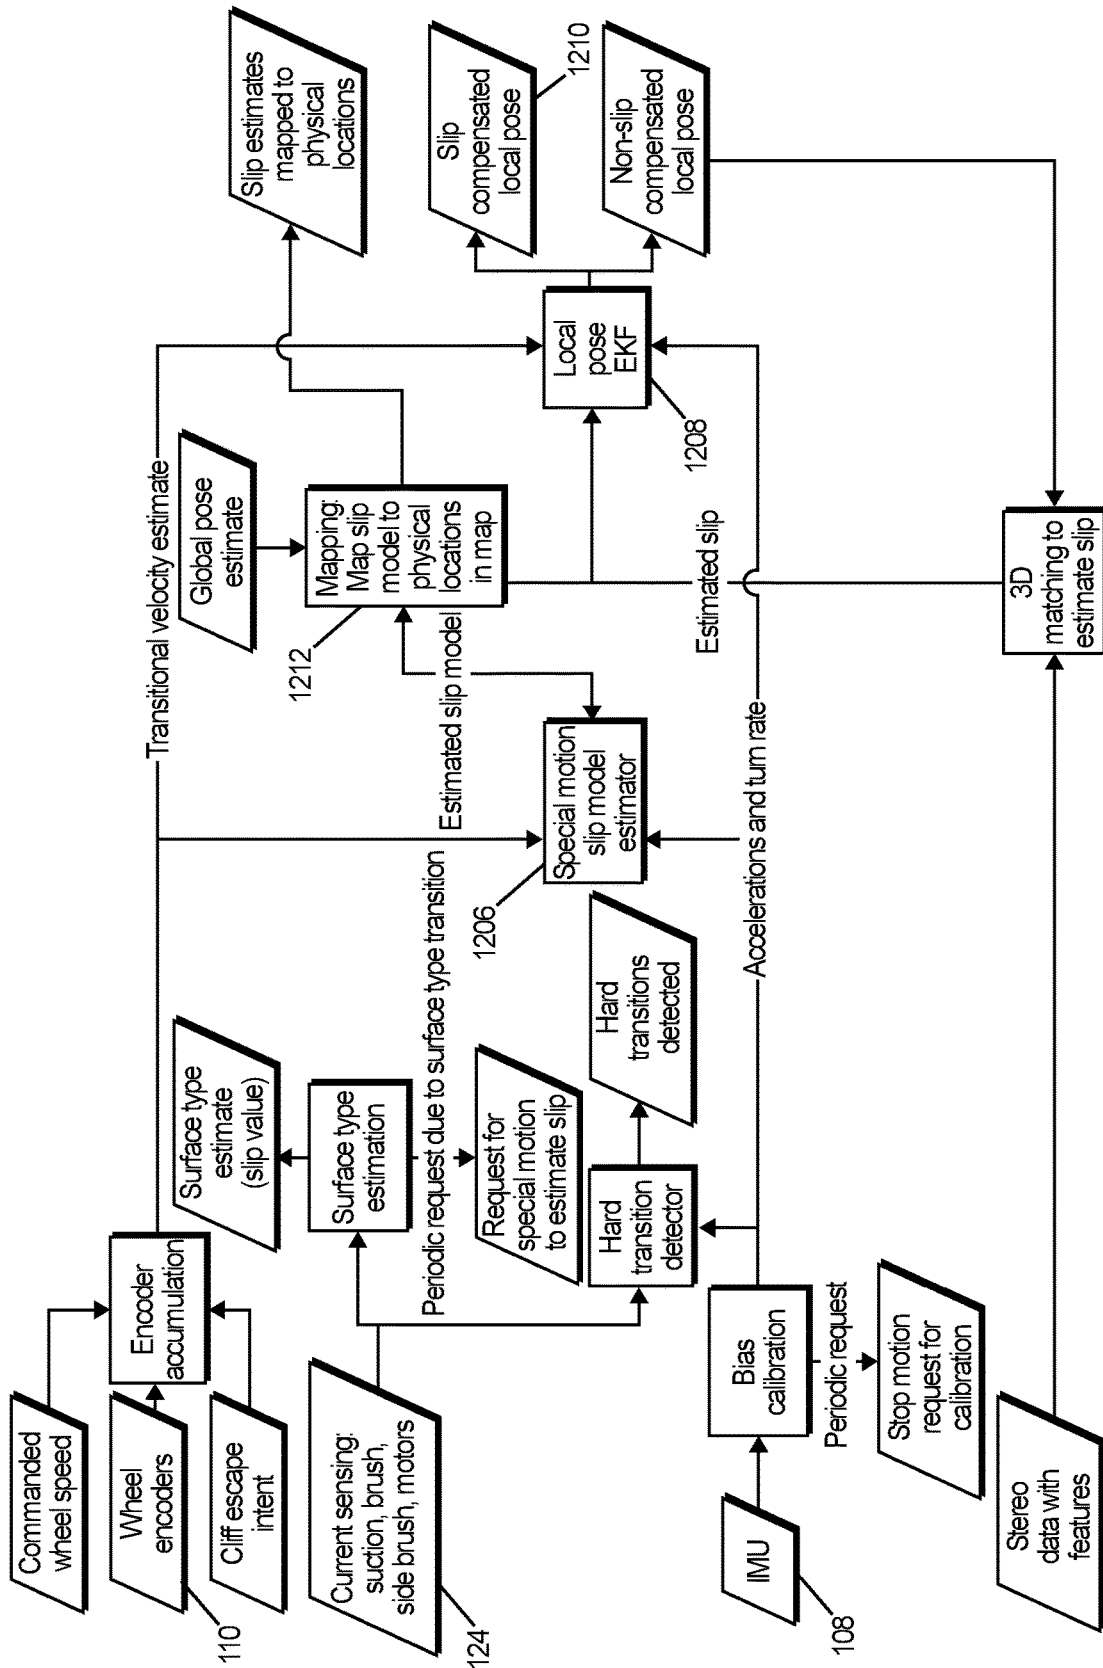 Commanded
wheel speed
Wheel
encoders
110
Cliff escape
intent
Encoder
accumulation
Transitional velocity estimate
Current sensing:
suction, brush,
side brush, motors
124
Surface type
estimate
(slip value)
Surface type
estimation
Periodic request due to surface type transition
Request for
special motion
to estimate slip
Hard
transition
detector
Hard
transitions
detected
IMU
108
Bias
calibration
Periodic request
Stop motion
request for
calibration
Accelerations and turn rate
Stereo
data with
features
Special motion
slip model
estimator
1206
Estimated slip model
Global pose
estimate
Mapping:
Map slip
model to
physical
locations
in map
1212
Estimated slip
3D
matching to
estimate slip
Local
pose
EKF
1208
Slip estimates
mapped to
physical
locations
Slip
compensated
local pose
1210
Non-slip
compensated
local pose